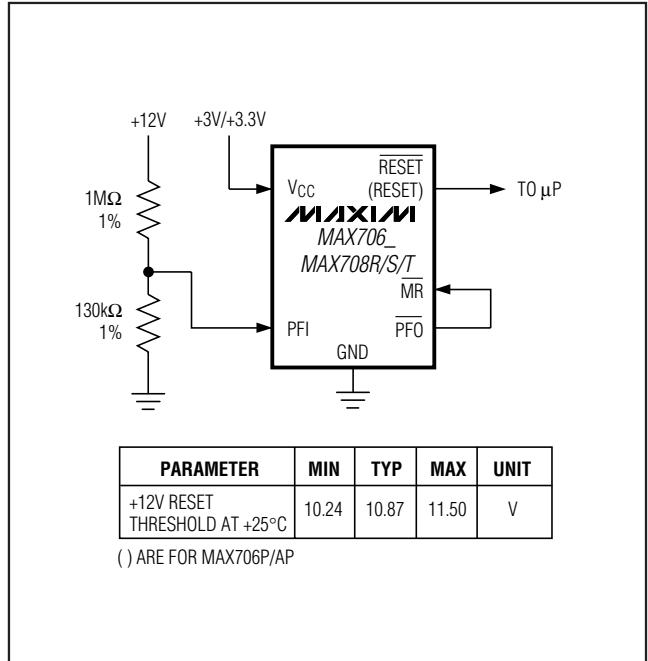 +12V
+3V/+3.3V
1MΩ
1%
130kΩ
1%
VCC
RESET
(RESET)
MAXIM
MAX706_
MAX708R/S/T
MR
PFI
PFO
GND
TO μP
PARAMETER MIN TYP MAX UNIT
+12V RESET
THRESHOLD AT +25°C 10.24 10.87 11.50 V
( ) ARE FOR MAX706P/AP